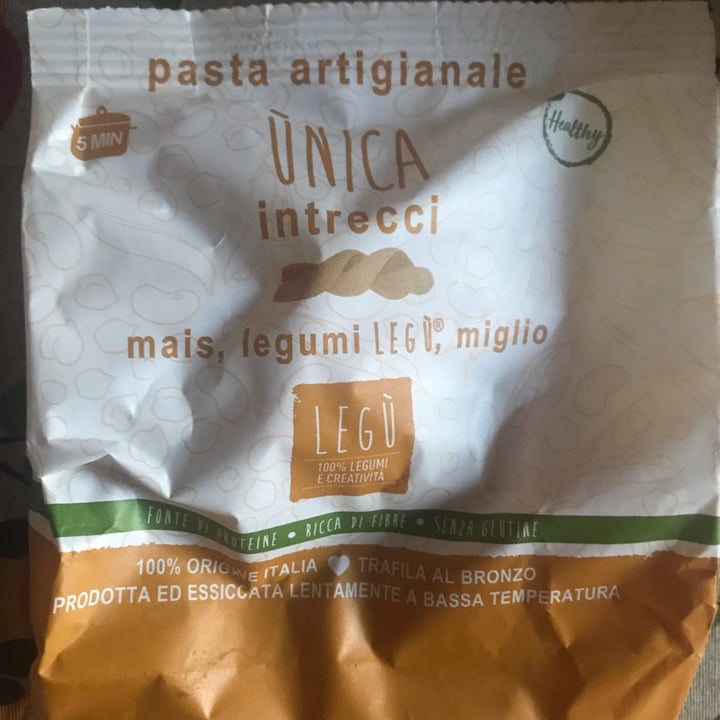 pasta artigianale
5 MIN
Healthy
ÙNICA
intrecci
mais, legumi LEGÙ®, miglio
LEGÙ
100% LEGUMI
E CREATIVITÀ
FONTE DI PROTEINE • RICCA DI FIBRE • SENZA GLUTINE
100% ORIGINE ITALIA TRAFILA AL BRONZO
PRODOTTA ED ESSICCATA LENTAMENTE A BASSA TEMPERATURA